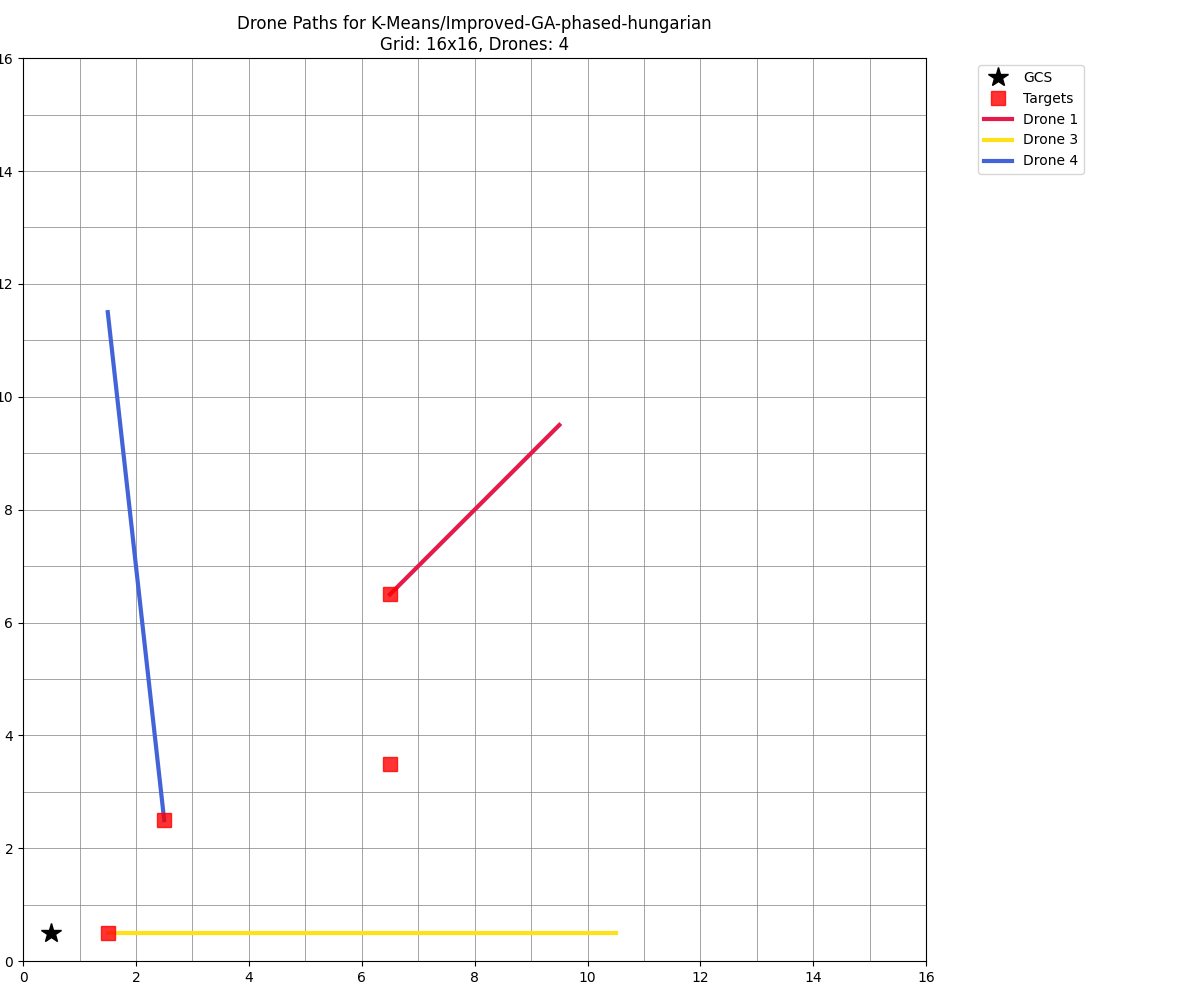 Drone Paths for K-Means/Improved-GA-phased-hungarian
Grid: 16x16, Drones: 4
GCS
Targets
Drone 1
Drone 3
Drone 4
16
14
12
10
8
6
4
2
0
0 2 4 6 8 10 12 14 16